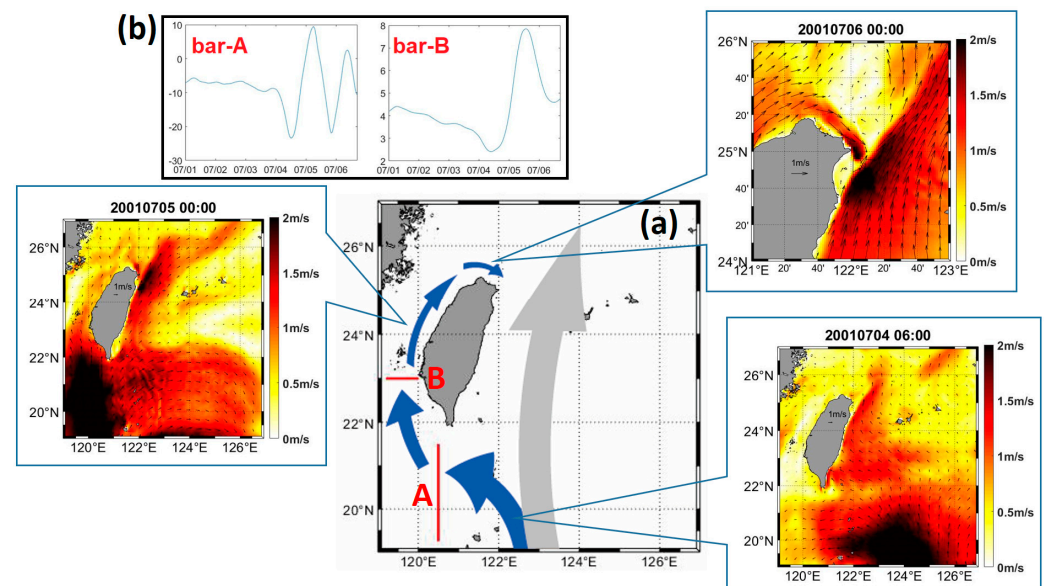 (b)
bar-A
10
0
-10
-20
-30
07/01 07/02 07/03 07/04 07/05 07/06
bar-B
8
7
6
5
4
3
2
07/01 07/02 07/03 07/04 07/05 07/06
20010706 00:00
26°N
40'
20'
25°N
40'
20'
24°N
121°E 20' 40' 122°E 20' 40' 123°E
1m/s
2m/s
1.5m/s
1m/s
0.5m/s
0m/s
20010705 00:00
26°N
24°N
22°N
20°N
120°E 122°E 124°E 126°E
1m/s
2m/s
1.5m/s
1m/s
0.5m/s
0m/s
(a)
26°N
24°N
22°N
20°N
120°E 122°E 124°E 126°E
B
A
20010704 06:00
26°N
24°N
22°N
20°N
120°E 122°E 124°E 126°E
1m/s
2m/s
1.5m/s
1m/s
0.5m/s
0m/s